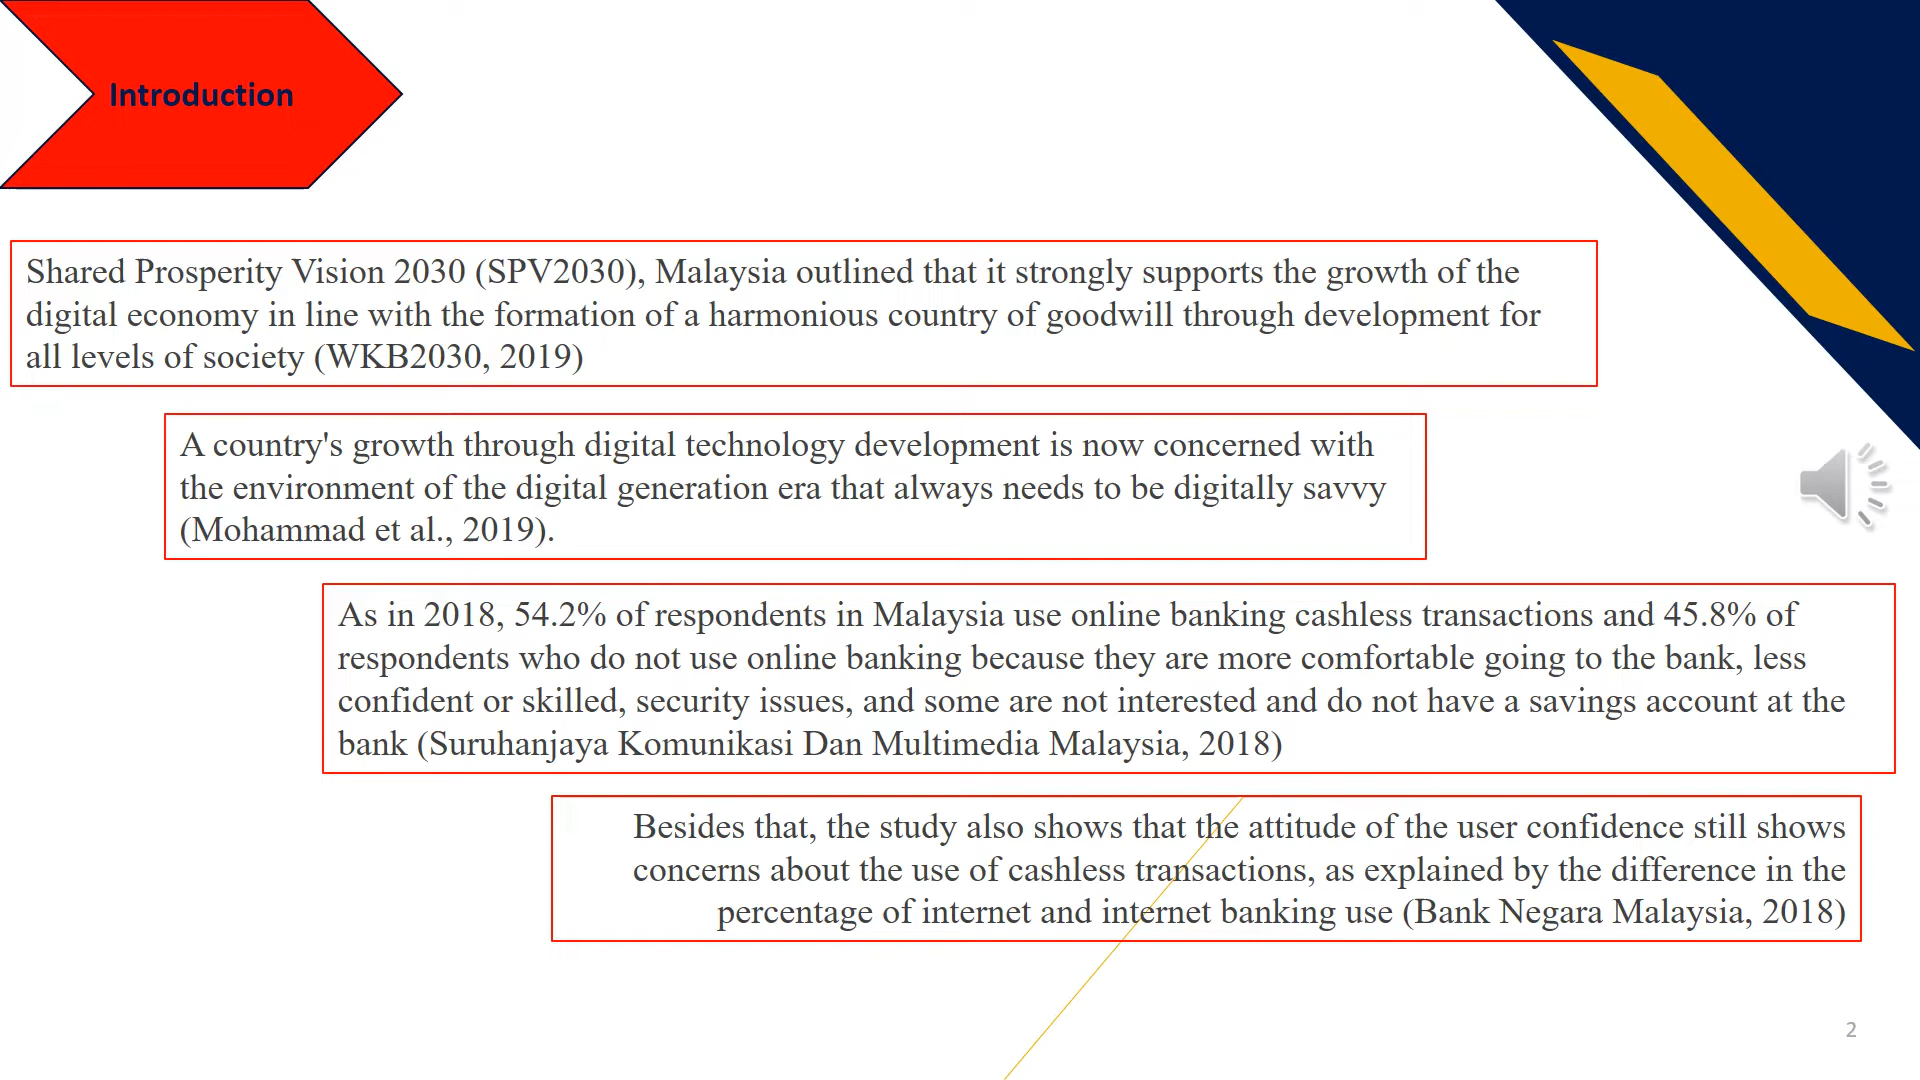 Introduction
Shared Prosperity Vision 2030 (SPV2030), Malaysia outlined that it strongly supports the growth of the
digital economy in line with the formation of a harmonious country of goodwill through development for
all levels of society (WKB2030, 2019)
A country's growth through digital technology development is now concerned with
the environment of the digital generation era that always needs to be digitally savvy
(Mohammad et al., 2019).
As in 2018, 54.2% of respondents in Malaysia use online banking cashless transactions and 45.8% of
respondents who do not use online banking because they are more comfortable going to the bank, less
confident or skilled, security issues, and some are not interested and do not have a savings account at the
bank (Suruhanjaya Komunikasi Dan Multimedia Malaysia, 2018)
Besides that, the study also shows that the attitude of the user confidence still shows
concerns about the use of cashless transactions, as explained by the difference in the
percentage of internet and internet banking use (Bank Negara Malaysia, 2018)
2